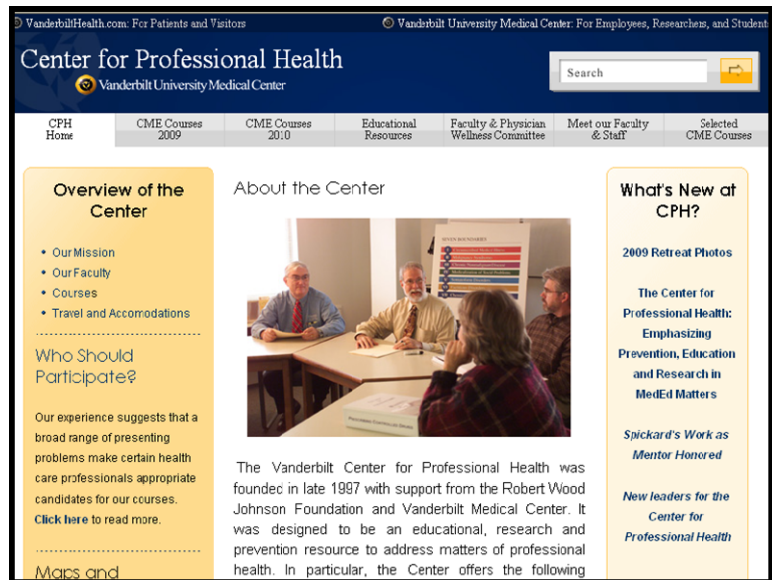 VanderbiltHealth.com: For Patients and Visitors
Vanderbilt University Medical Center: For Employees, Researchers, and Students
Center for Professional Health
Vanderbilt University Medical Center
Search
CPH
Home
CME Courses
2009
CME Courses
2010
Educational
Resources
Faculty & Physician
Wellness Committee
Meet our Faculty
& Staff
Selected
CME Courses
Overview of the
Center
• Our Mission
• Our Faculty
• Courses
• Travel and Accomodations
Who Should
Participate?
Our experience suggests that a
broad range of presenting
problems make certain health
care professionals appropriate
candidates for our courses.
Click here to read more.
Maps and
About the Center
SEVEN BOUNDARIES
The Vanderbilt Center for Professional Health was
founded in late 1997 with support from the Robert Wood
Johnson Foundation and Vanderbilt Medical Center. It
was designed to be an educational, research and
prevention resource to address matters of professional
health. In particular, the Center offers the following
What's New at
CPH?
2009 Retreat Photos
The Center for
Professional Health:
Emphasizing
Prevention, Education
and Research in
MedEd Matters
Spickard's Work as
Mentor Honored
New leaders for the
Center for
Professional Health